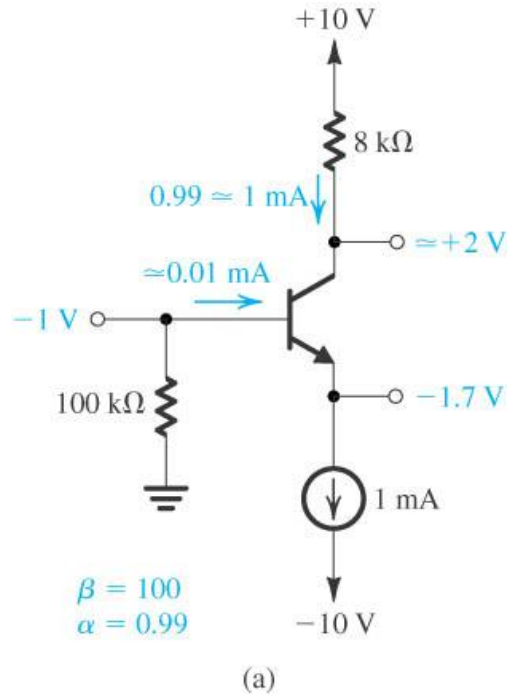 +10 V
8 kΩ
0.99 ≃ 1 mA
≃+2 V
≃0.01 mA
−1 V
100 kΩ
−1.7 V
1 mA
β = 100
α = 0.99
−10 V
(a)